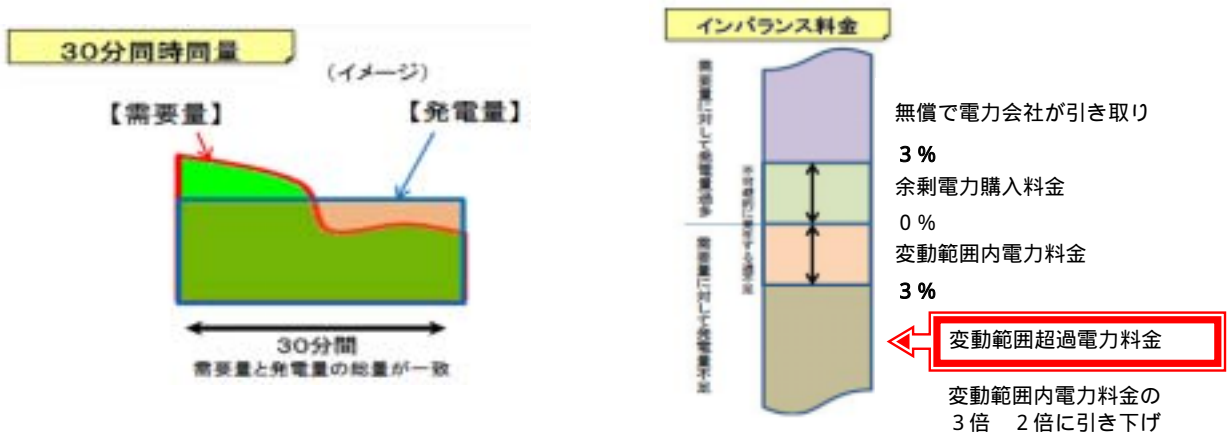 30分同時同量
(イメージ)
【需要量】
【発電量】
30分間
需要量と発電量の総量が一致
インバランス料金
需要量に対して発電量過多
需要量に対して発電量不足
無償で電力会社が引き取り
3%
余剰電力購入料金
0%
変動範囲内電力料金
3%
変動範囲超過電力料金
変動範囲内電力料金の
3倍 2倍に引き下げ